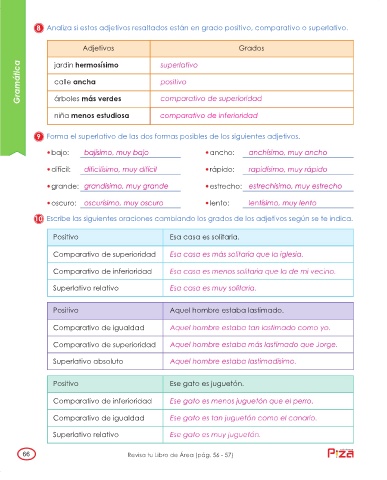 Gramática
8 Analiza si estos adjetivos resaltados están en grado positivo, comparativo o superlativo.
Adjetivos Grados
jardín hermosísimo superlativo
calle ancha positivo
árboles más verdes comparativo de superioridad
niña menos estudiosa comparativo de inferioridad
9 Forma el superlativo de las dos formas posibles de los siguientes adjetivos.
• bajo: bajísimo, muy bajo • ancho: anchísimo, muy ancho
• difícil: dificilísimo, muy difícil • rápido: rapidísimo, muy rápido
• grande: grandísimo, muy grande • estrecho: estrechísimo, muy estrecho
• oscuro: oscurísimo, muy oscuro • lento: lentísimo, muy lento
10 Escribe las siguientes oraciones cambiando los grados de los adjetivos según se te indica.
Positivo Esa casa es solitaria.
Comparativo de superioridad Esa casa es más solitaria que la iglesia.
Comparativo de inferioridad Esa casa es menos solitaria que la de mi vecino.
Superlativo relativo Esa casa es muy solitaria.
Positivo Aquel hombre estaba lastimado.
Comparativo de igualdad Aquel hombre estaba tan lastimado como yo.
Comparativo de superioridad Aquel hombre estaba más lastimado que Jorge.
Superlativo absoluto Aquel hombre estaba lastimadísimo.
Positivo Ese gato es juguetón.
Comparativo de inferioridad Ese gato es menos juguetón que el perro.
Comparativo de igualdad Ese gato es tan juguetón como el canario.
Superlativo relativo Ese gato es muy juguetón.
66 Revisa tu Libro de Área (pág. 56 - 57)